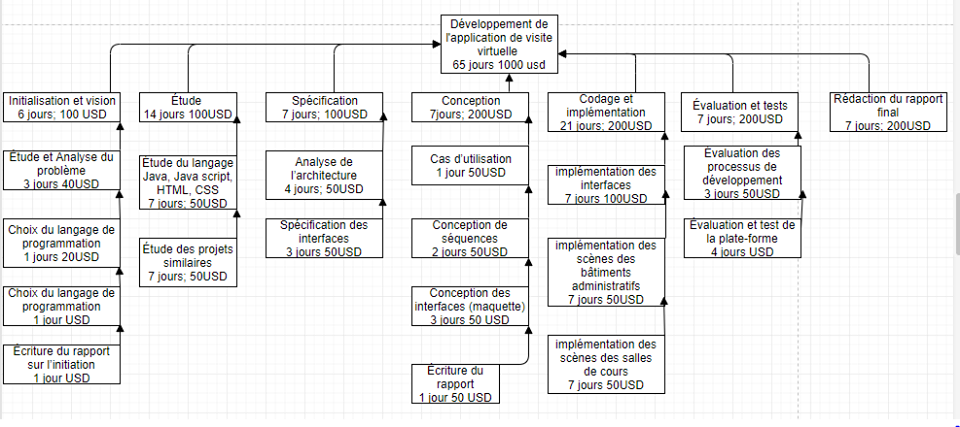 Développement de
l'application de visite
virtuelle
65 jours 1000 usd
Initialisation et vision
6 jours; 100 USD
Étude
14 jours 100USD
Spécification
7 jours; 100USD
Conception
7jours; 200USD
Codage et
implémentation
21 jours; 200USD
Évaluation et tests
7 jours; 200USD
Rédaction du rapport
final
7 jours; 200USD
Étude et Analyse du
problème
3 jours 40USD
Choix du langage de
programmation
1 jours 20USD
Choix du langage de
programmation
1 jour USD
Écriture du rapport
sur l'initiation
1 jour USD
Etude du langage
Java, Java script,
HTML, CSS
7 jours; 50USD
Étude des projets
similaires
7 jours; 50USD
Analyse de
l'architecture
4 jours; 50USD
Spécification des
interfaces
3 jours 50USD
Cas d'utilisation
1 jour 50USD
Conception de
séquences
2 jours 50USD
Conception des
interfaces (maquette)
3 jours 50 USD
Écriture du
rapport
1 jour 50 USD
implémentation des
interfaces
7 jours 100USD
implémentation des
scènes des
bâtiments
administratifs
7 jours 50USD
implémentation des
scènes des salles
de cours
7 jours 50USD
Évaluation des
processus de
développement
3 jours 50USD
Évaluation et test de
la plate-forme
4 jours USD